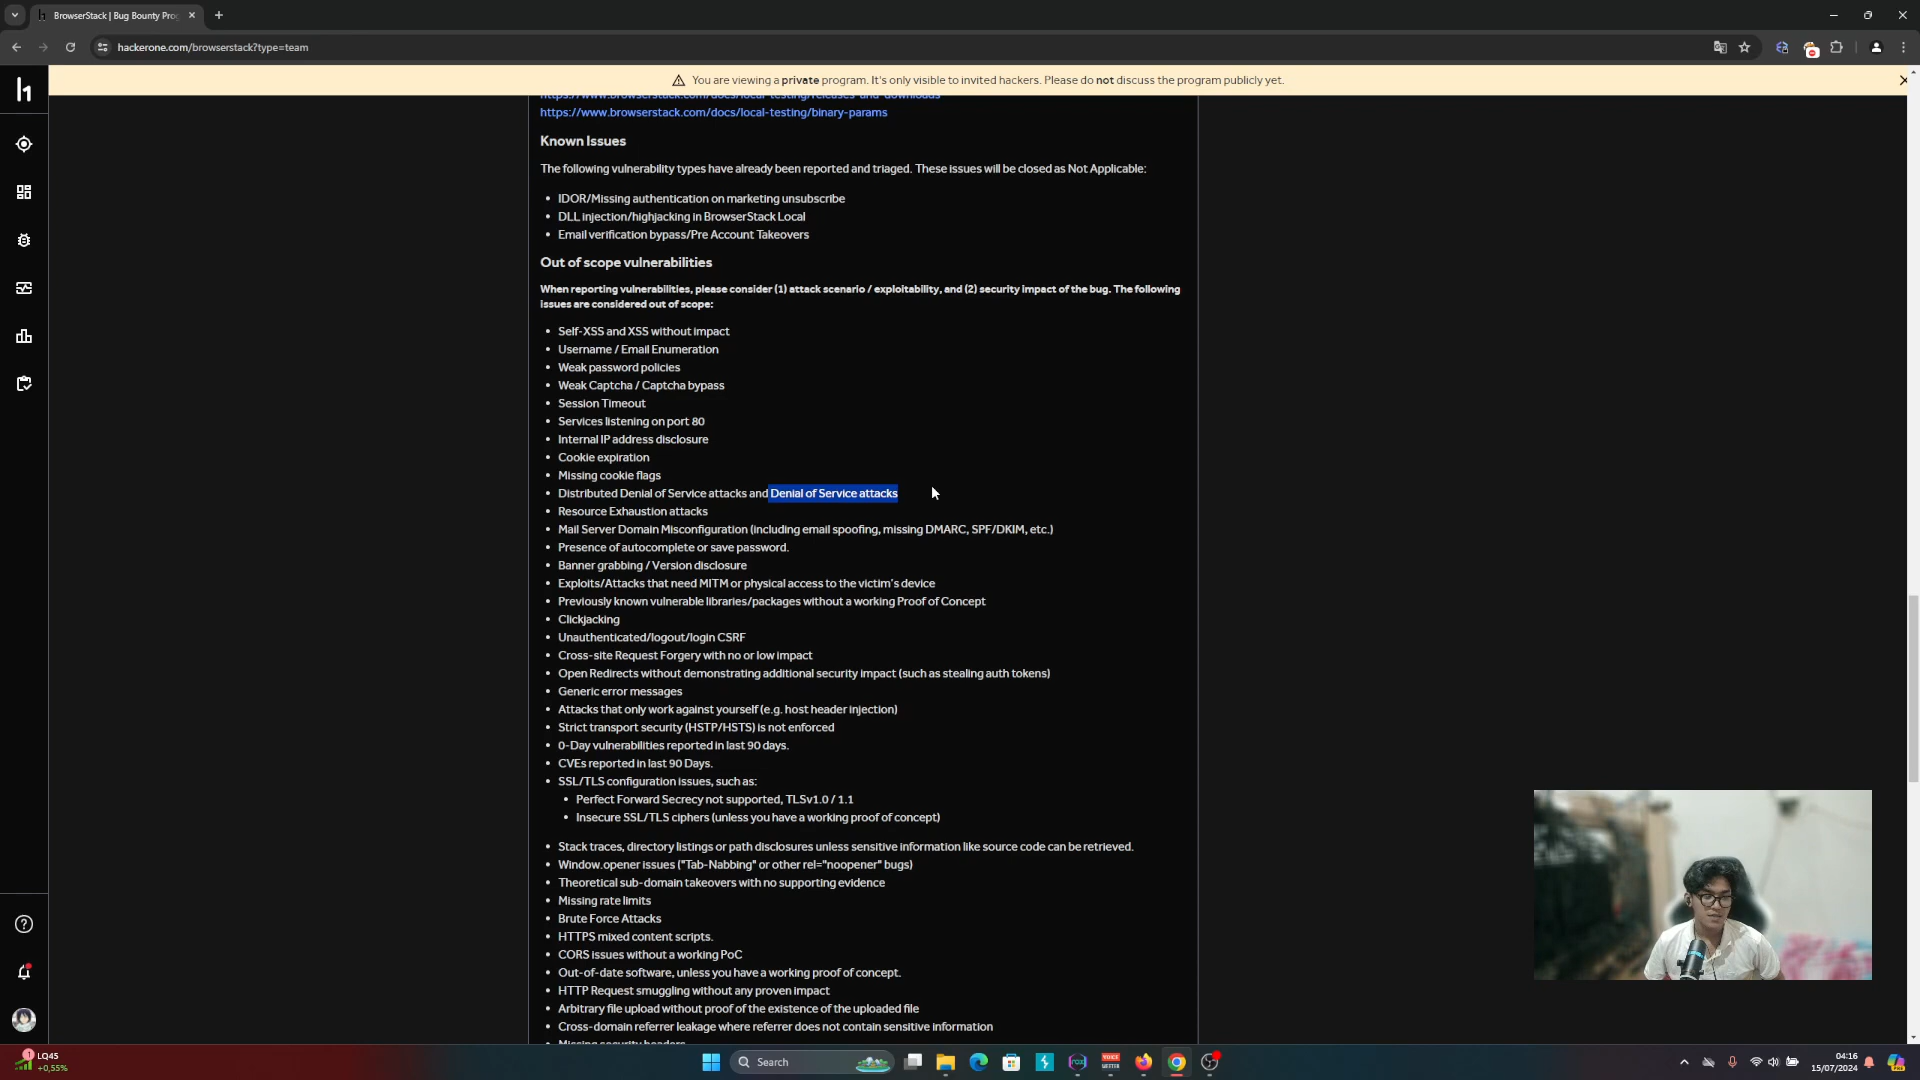 BrowserStack | Bug Bounty Pro
hackerone.com/browserstack?type=team
You are viewing a private program. It's only visible to invited hackers. Please do not discuss the program publicly yet.
https://www.browserstack.com/docs/local-testing/releases-and-downloads
https://www.browserstack.com/docs/local-testing/binary-params
Known Issues
The following vulnerability types have already been reported and triaged. These issues will be closed as Not Applicable:
• IDOR/Missing authentication on marketing unsubscribe
• DLL injection/highjacking in BrowserStack Local
• Email verification bypass/Pre Account Takeovers
Out of scope vulnerabilities
When reporting vulnerabilities, please consider (1) attack scenario / exploitability, and (2) security impact of the bug. The following
issues are considered out of scope:
• Self-XSS and XSS without impact
• Username / Email Enumeration
• Weak password policies
• Weak Captcha / Captcha bypass
• Session Timeout
• Services listening on port 80
• Internal IP address disclosure
• Cookie expiration
• Missing cookie flags
• Distributed Denial of Service attacks and Denial of Service attacks
• Resource Exhaustion attacks
• Mail Server Domain Misconfiguration (including email spoofing, missing DMARC, SPF/DKIM, etc.)
• Presence of autocomplete or save password.
• Banner grabbing / Version disclosure
• Exploits/Attacks that need MITM or physical access to the victim's device
• Previously known vulnerable libraries/packages without a working Proof of Concept
• Clickjacking
• Unauthenticated/logout/login CSRF
• Cross-site Request Forgery with no or low impact
• Open Redirects without demonstrating additional security impact (such as stealing auth tokens)
• Generic error messages
• Attacks that only work against yourself (e.g. host header injection)
• Strict transport security (HSTP/HSTS) is not enforced
• 0-Day vulnerabilities reported in last 90 days.
• CVEs reported in last 90 Days.
• SSL/TLS configuration issues, such as:
• Perfect Forward Secrecy not supported, TLSv1.0 / 1.1
• Insecure SSL/TLS ciphers (unless you have a working proof of concept)
• Stack traces, directory listings or path disclosures unless sensitive information like source code can be retrieved.
• Window.opener issues ("Tab-Nabbing" or other rel="noopener" bugs)
• Theoretical sub-domain takeovers with no supporting evidence
• Missing rate limits
• Brute Force Attacks
• HTTPS mixed content scripts.
• CORS issues without a working PoC
• Out-of-date software, unless you have a working proof of concept.
• HTTP Request smuggling without any proven impact
• Arbitrary file upload without proof of the existence of the uploaded file
• Cross-domain referrer leakage where referrer does not contain sensitive information
• Missing security headers
1
LQ45
+0,55%
Search
VOICE
MEETER
04:16
15/07/2024